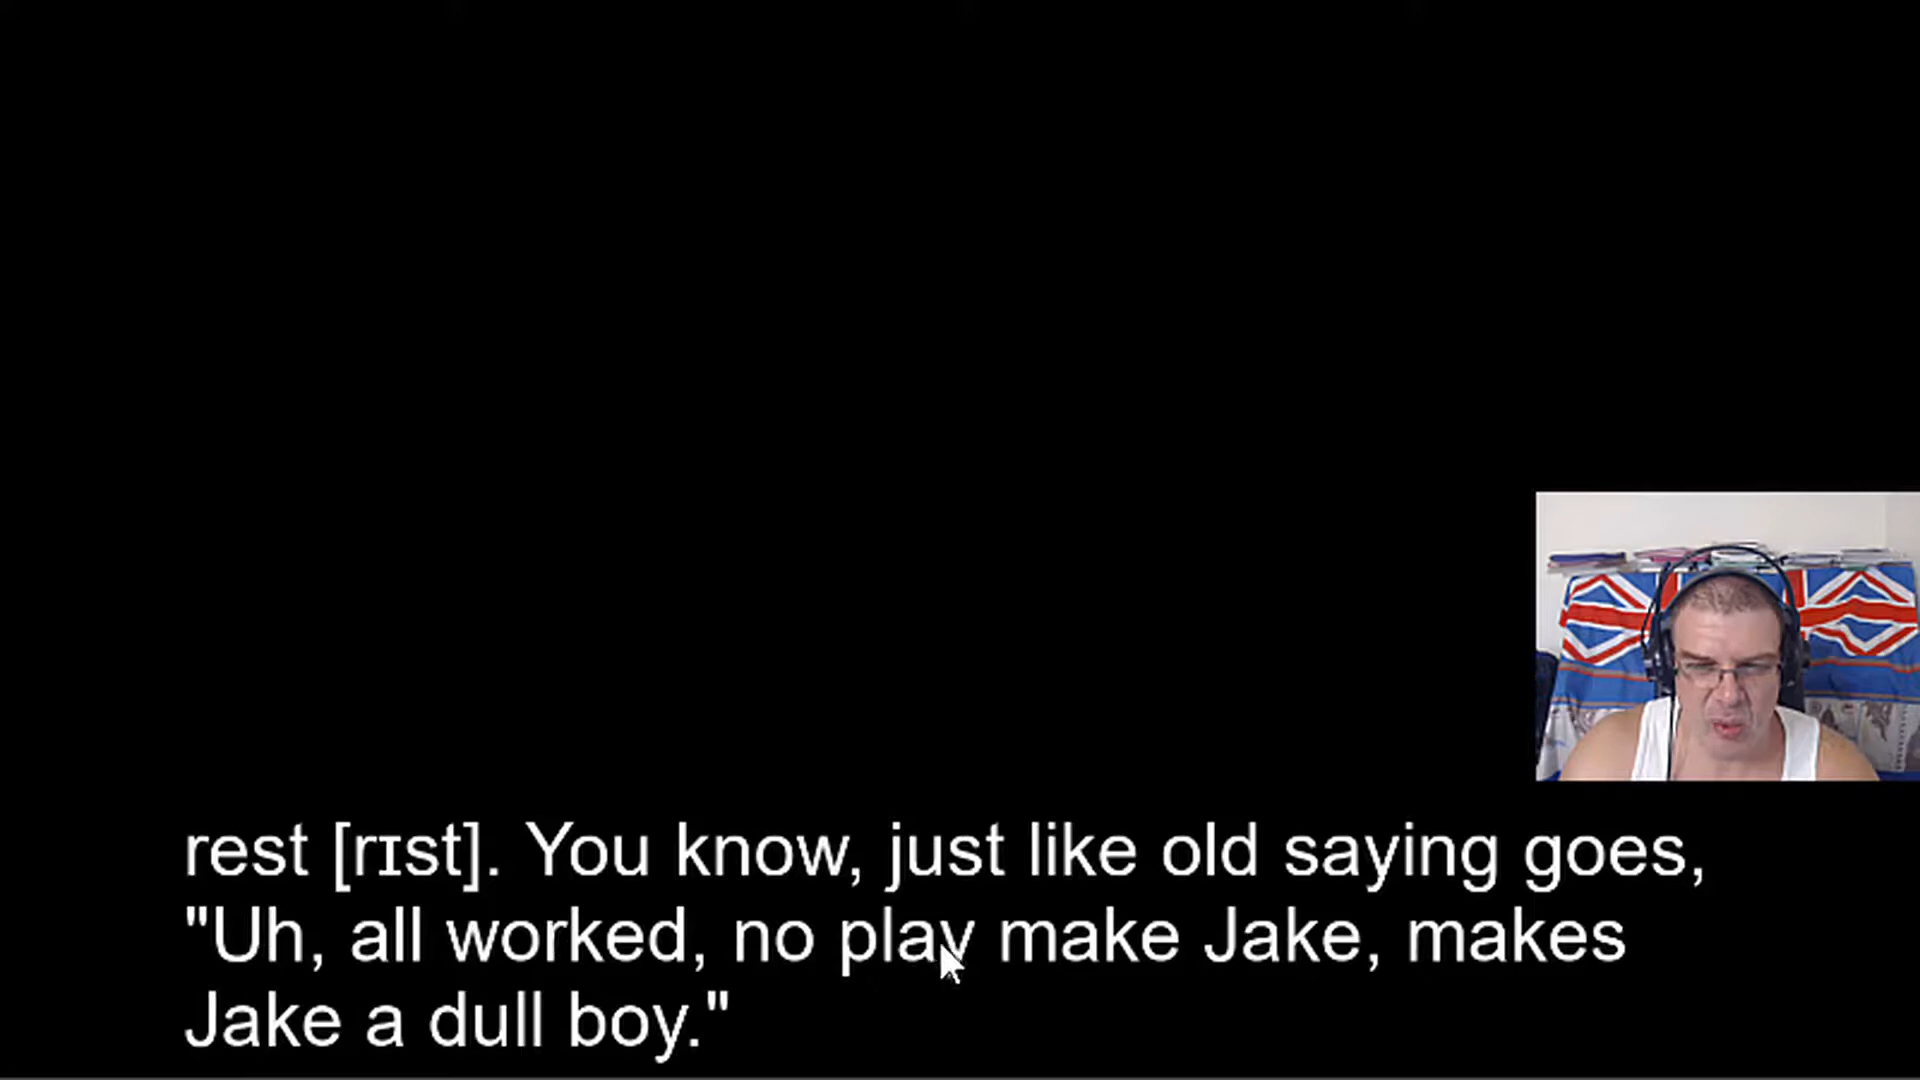 rest [rɪst]. You know, just like old saying goes,
"Uh, all worked, no play make Jake, makes
Jake a dull boy."